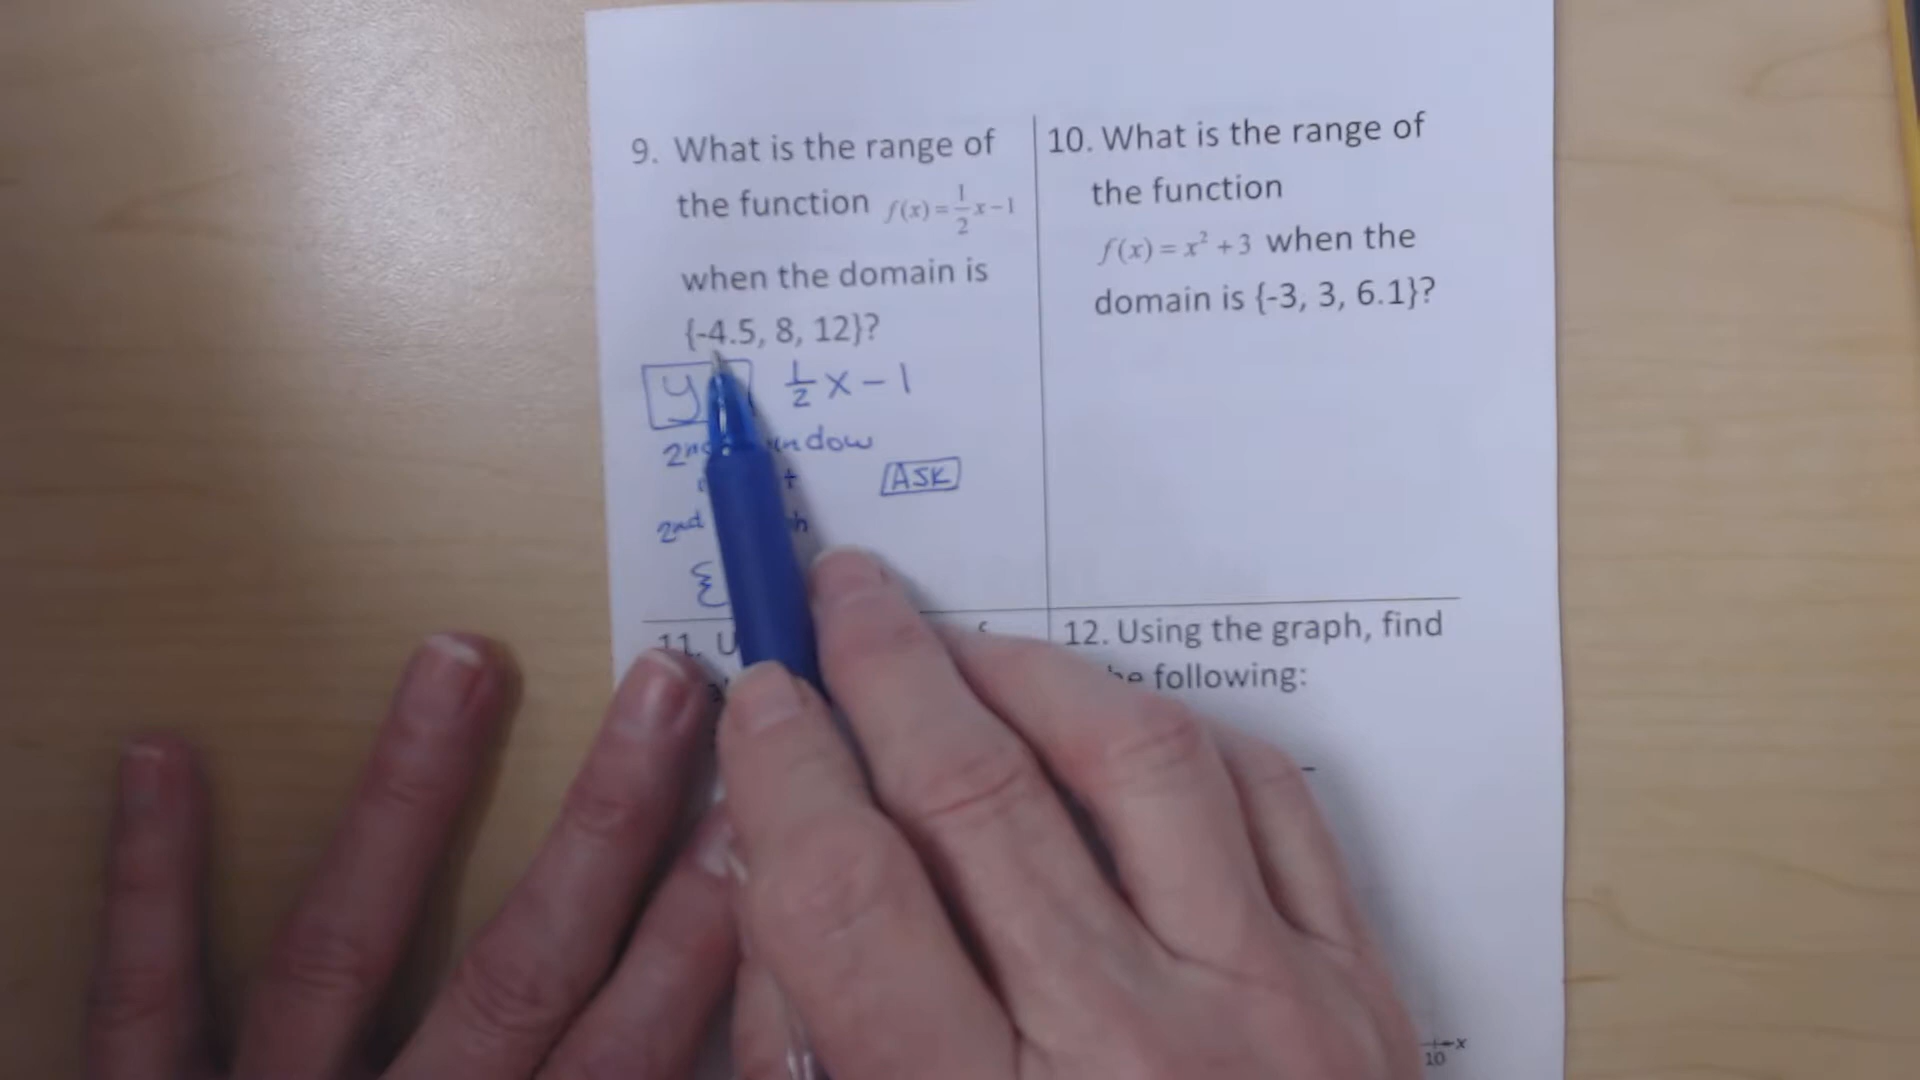 9. What is the range of
the function f(x) = 1/2 x - 1
when the domain is
{-4.5, 8, 12}?
y 1/2 x - 1
2nd
ASK
2nd
{
10. What is the range of
the function
f(x) = x² + 3 when the
domain is {-3, 3, 6.1}?
11.
12. Using the graph, find
following:
x
10